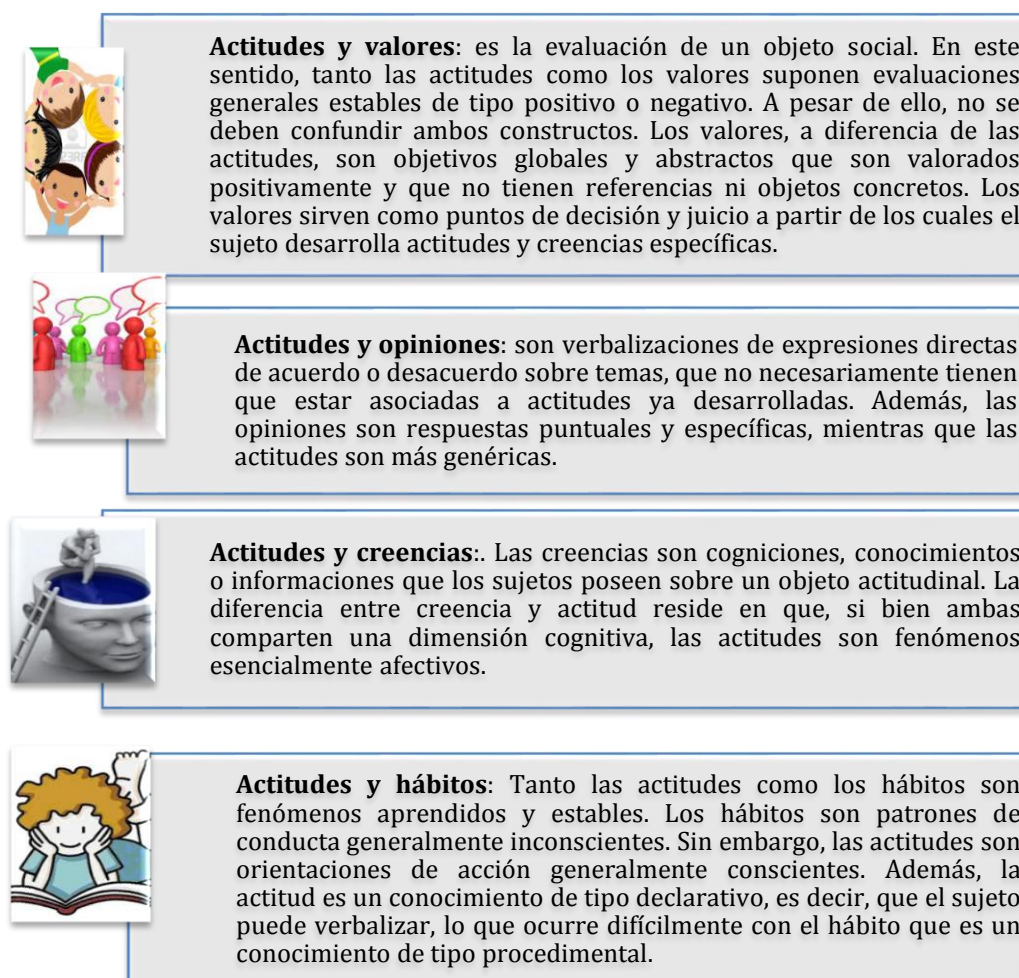 Actitudes y valores: es la evaluación de un objeto social. En este
sentido, tanto las actitudes como los valores suponen evaluaciones
generales estables de tipo positivo o negativo. A pesar de ello, no se
deben confundir ambos constructos. Los valores, a diferencia de las
actitudes, son objetivos globales y abstractos que son valorados
positivamente y que no tienen referencias ni objetos concretos. Los
valores sirven como puntos de decisión y juicio a partir de los cuales el
sujeto desarrolla actitudes y creencias específicas.
Actitudes y opiniones: son verbalizaciones de expresiones directas
de acuerdo o desacuerdo sobre temas, que no necesariamente tienen
que estar asociadas a actitudes ya desarrolladas. Además, las
opiniones son respuestas puntuales y específicas, mientras que las
actitudes son más genéricas.
Actitudes y creencias:. Las creencias son cogniciones, conocimientos
o informaciones que los sujetos poseen sobre un objeto actitudinal. La
diferencia entre creencia y actitud reside en que, si bien ambas
comparten una dimensión cognitiva, las actitudes son fenómenos
esencialmente afectivos.
Actitudes y hábitos: Tanto las actitudes como los hábitos son
fenómenos aprendidos y estables. Los hábitos son patrones de
conducta generalmente inconscientes. Sin embargo, las actitudes son
orientaciones de acción generalmente conscientes. Además, la
actitud es un conocimiento de tipo declarativo, es decir, que el sujeto
puede verbalizar, lo que ocurre difícilmente con el hábito que es un
conocimiento de tipo procedimental.